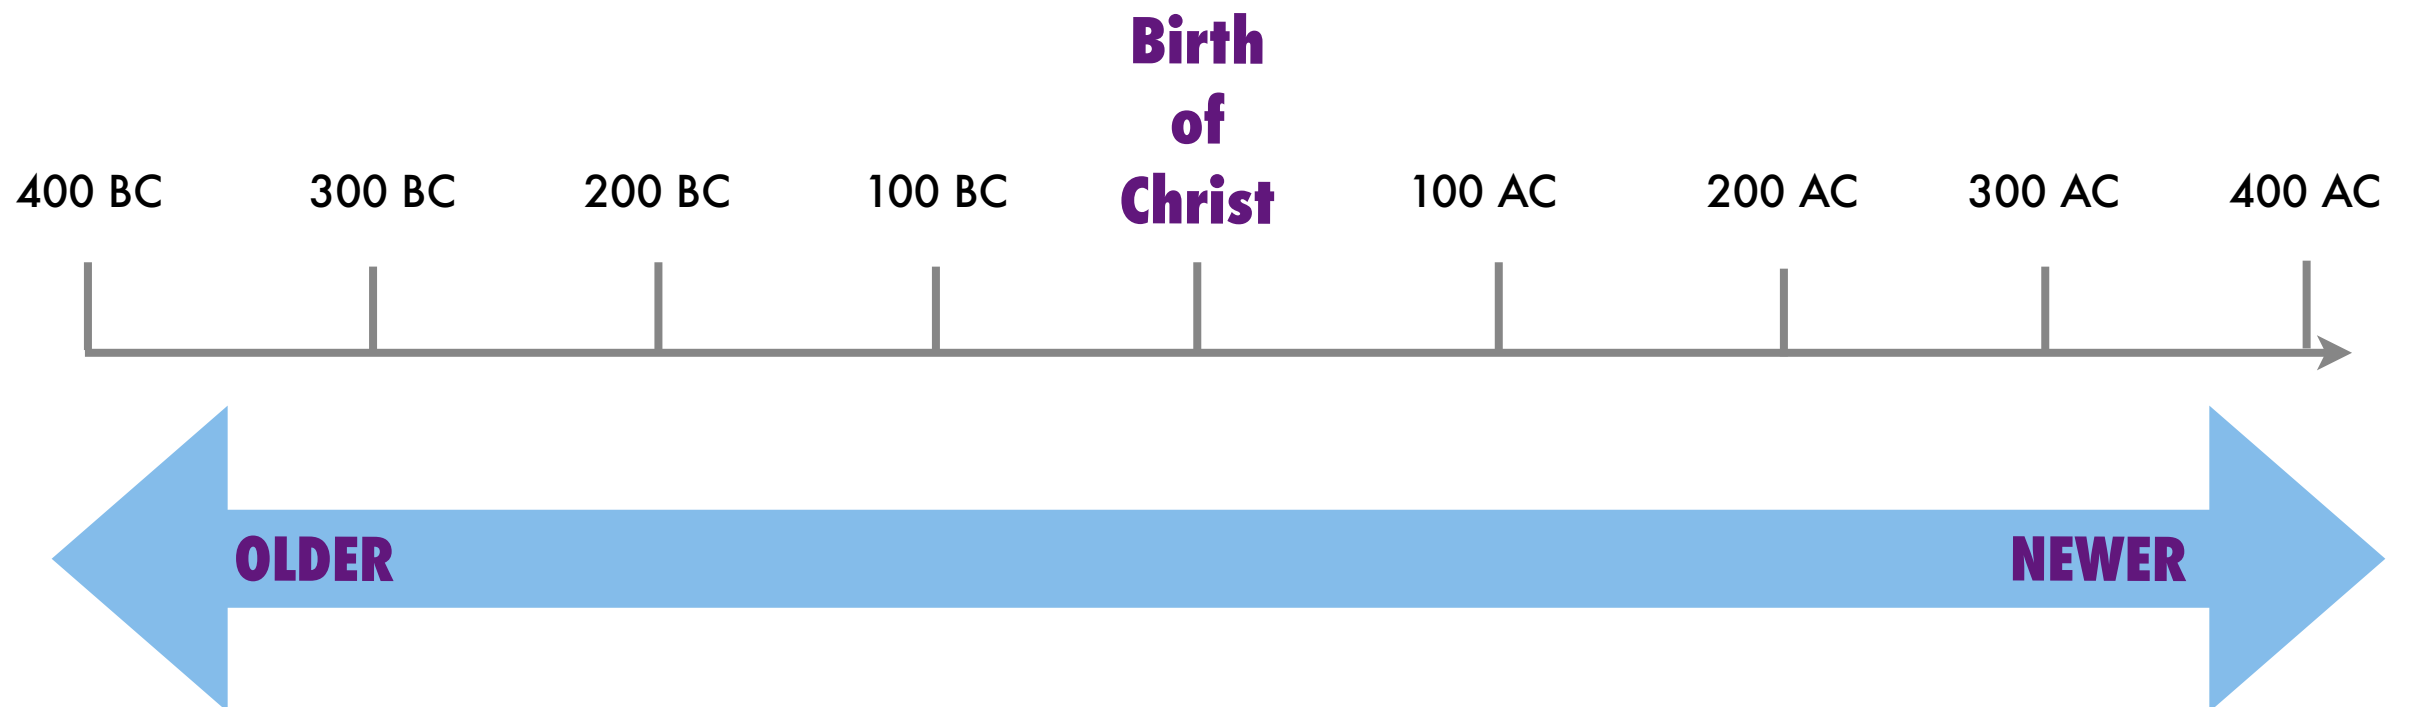 Birth
of
Christ
400 BC 300 BC 200 BC 100 BC 100 AC 200 AC 300 AC 400 AC
OLDER NEWER